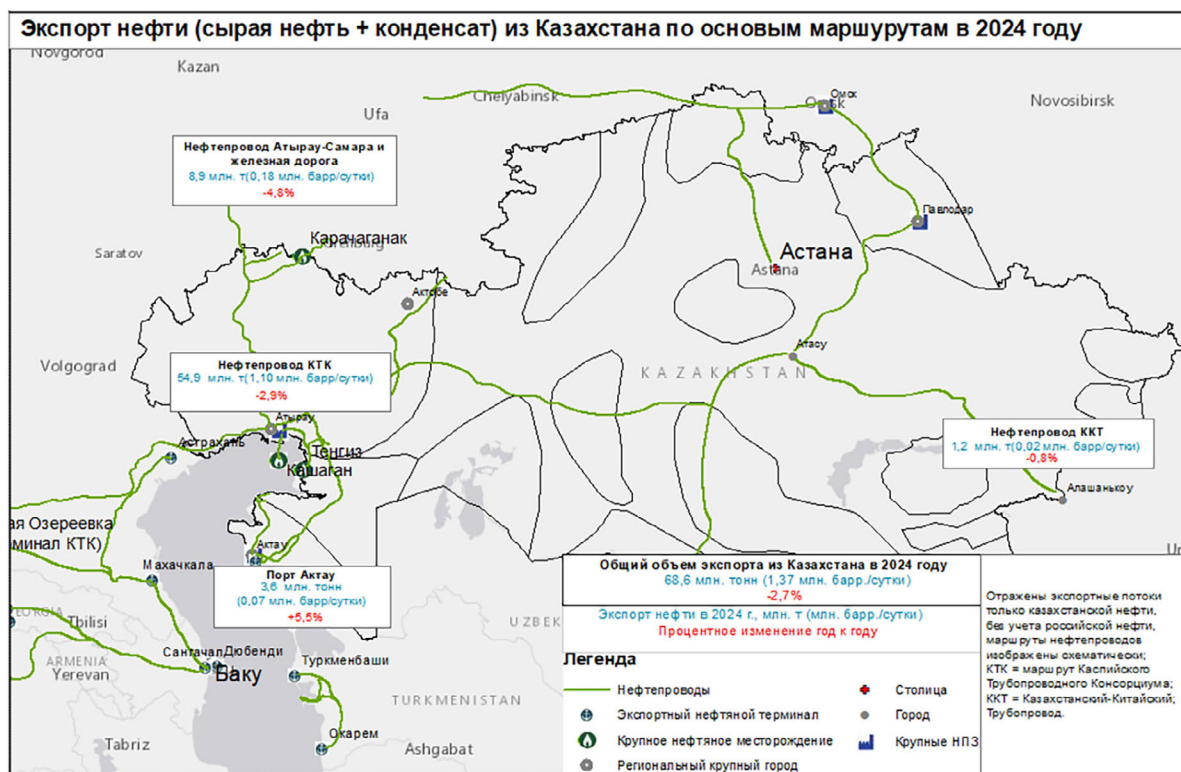 Экспорт нефти (сырая нефть + конденсат) из Казахстана по основым маршурутам в 2024 году
Novgorod
Kazan
Chelyabinsk
Омск
Novosibirsk
Ufa
Нефтепровод Атырау-Самара и
железная дорога
8,9 млн. т(0,18 млн. барр/сутки)
-4,8%
Павлодар
Карачаганак
Saratov
Астана
Astana
Актобе
Атасу
Volgograd
KAZAKHSTAN
Нефтепровод КТК
54,9 млн. т(1,10 млн. барр/сутки)
-2,9%
Атырау
Астрахань
Тенгиз
Кашаган
Нефтепровод ККТ
1,2 млн. т(0,02 млн. барр/сутки)
-0,8%
Алашанькоу
ая Озереевка
оминал КТК)
Актау
Махачкала
Порт Актау
3,6 млн. тонн
(0,07 млн. барр/сутки)
+5,5%
Общий объем экспорта из Казахстана в 2024 году
68,6 млн. тонн (1,37 млн. барр./сутки)
-2,7%
Экспорт нефти в 2024 г., млн. т (млн. барр./сутки)
Процентное изменение год к году
Отражены экспортные потоки
только казахстанской нефти,
без учета российской нефти,
маршруты нефтепроводов
изображены схематически;
КТК = маршрут Каспийского
Трубопроводного Консорциума;
ККТ = Казахстанский-Китайский;
Трубопровод.
GEORGIA
Tbilisi
UZBEK
ARMENIA
Yerevan
Сангачал
Дюбенди
Баку
Туркменбаши
TURKMENISTAN
Окарем
Tabriz
Ashgabat
Легенда
Нефтепроводы
Столица
Экспортный нефтяной терминал
Город
Крупное нефтяное месторождение
Крупные НПЗ
Региональный крупный город